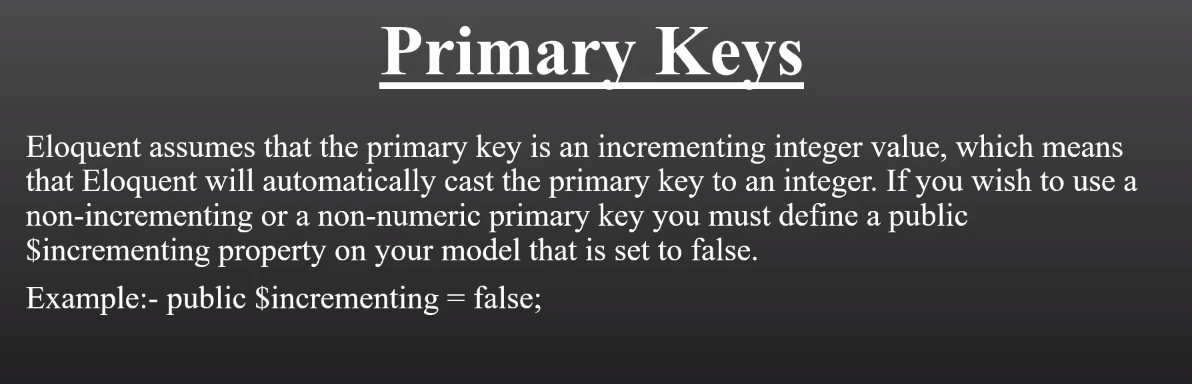 Primary Keys
Eloquent assumes that the primary key is an incrementing integer value, which means
that Eloquent will automatically cast the primary key to an integer. If you wish to use a
non-incrementing or a non-numeric primary key you must define a public
$incrementing property on your model that is set to false.
Example:- public $incrementing = false;